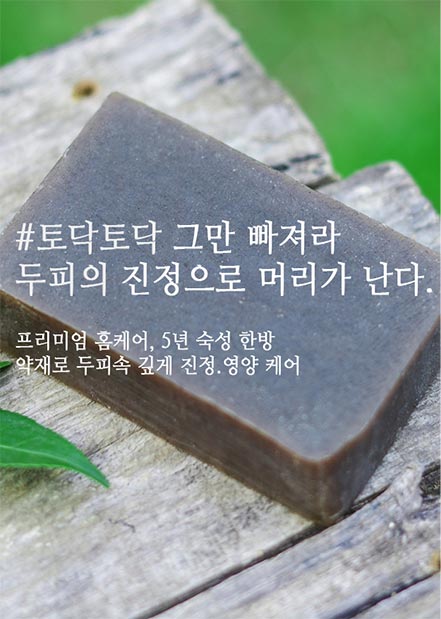 #토닥토닥 그만 빠져라
두피의 진정으로 머리가 난다.
프리미엄 홈케어, 5년 숙성 한방
약재로 두피속 깊게 진정.영양 케어